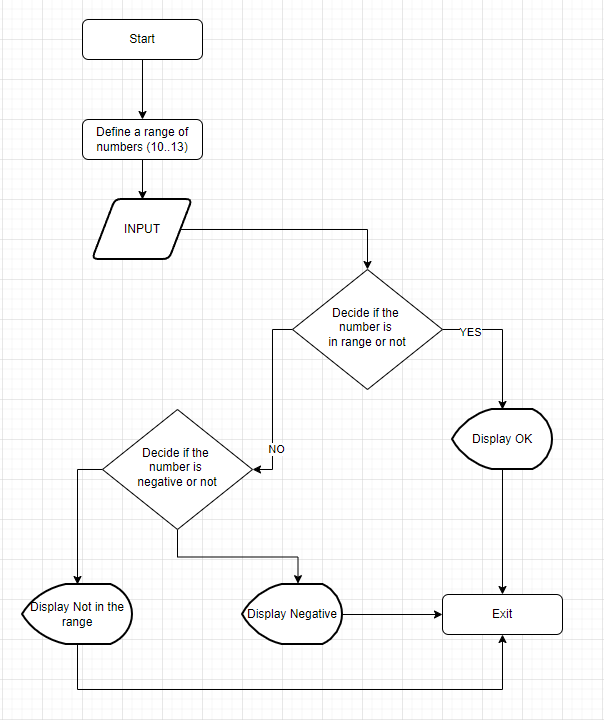 Start
Define a range of
numbers (10..13)
INPUT
Decide if the
number is
in range or not
YES
NO
Decide if the
number is
negative or not
Display OK
Display Not in the
range
Display Negative
Exit